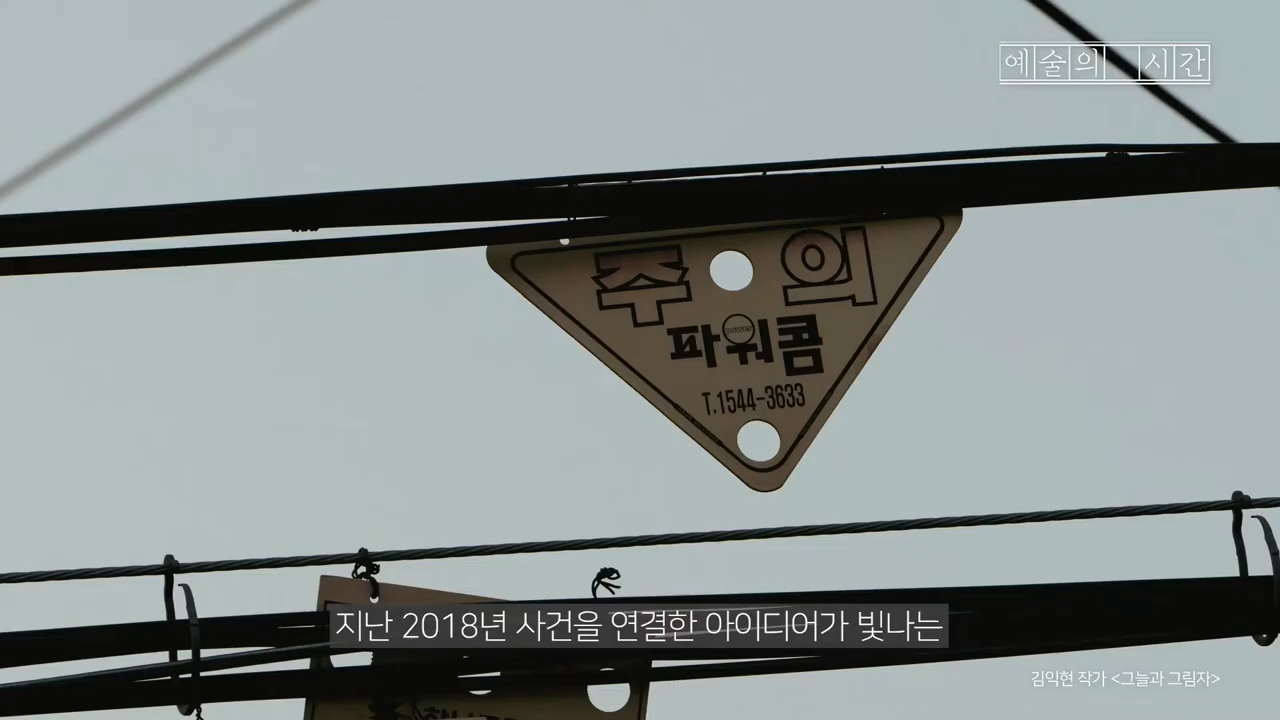 예술의 시간
주의
파워콤
T.1544-3633
지난 2018년 사건을 연결한 아이디어가 빛나는
김익현 작가 <그늘과 그림자>